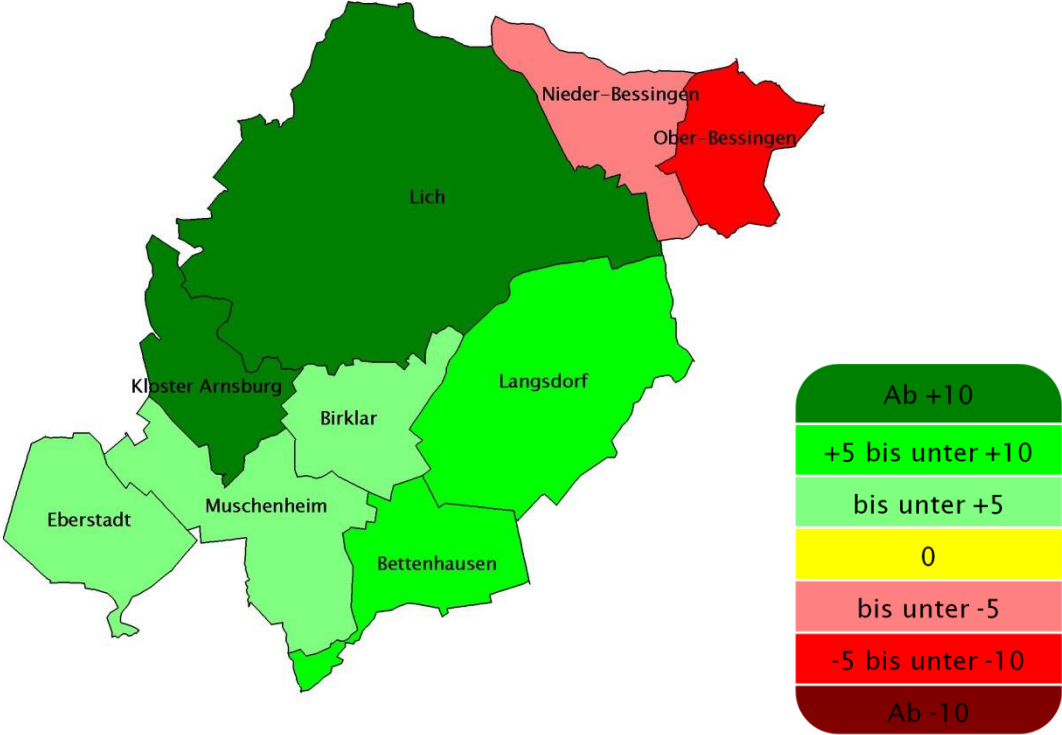 Nieder-Bessingen
Ober-Bessingen
Lich
Kloster Arnsburg
Langsdorf
Birklar
Muschenheim
Eberstadt
Bettenhausen
Ab +10
+5 bis unter +10
bis unter +5
0
bis unter -5
-5 bis unter -10
Ab -10